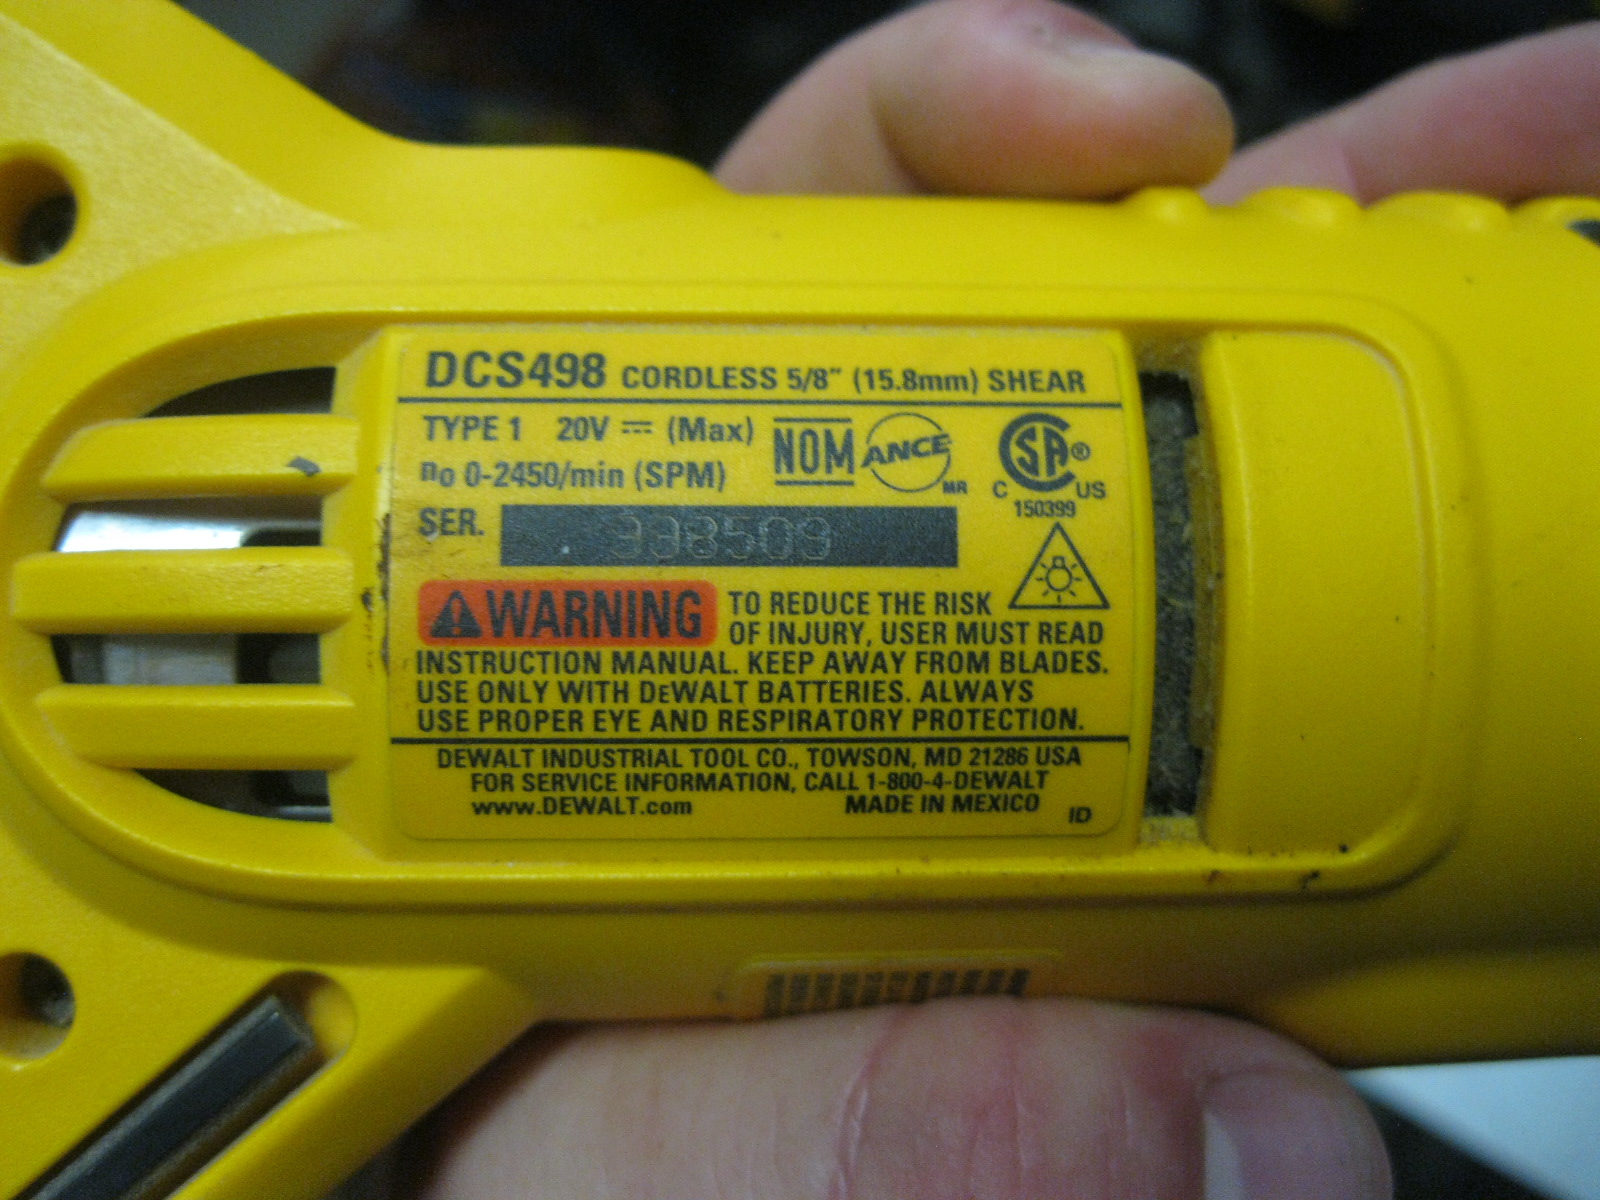 DCS498 CORDLESS 5/8" (15.8mm) SHEAR
TYPE 1 20V ⎓ (Max)
no 0-2450/min (SPM)
NOM
ANCE
MR
CSA®
C US
150399
SER. 338509
⚠WARNING TO REDUCE THE RISK
OF INJURY, USER MUST READ
INSTRUCTION MANUAL. KEEP AWAY FROM BLADES.
USE ONLY WITH DEWALT BATTERIES. ALWAYS
USE PROPER EYE AND RESPIRATORY PROTECTION.
DEWALT INDUSTRIAL TOOL CO., TOWSON, MD 21286 USA
FOR SERVICE INFORMATION, CALL 1-800-4-DEWALT
www.DEWALT.com MADE IN MEXICO ID